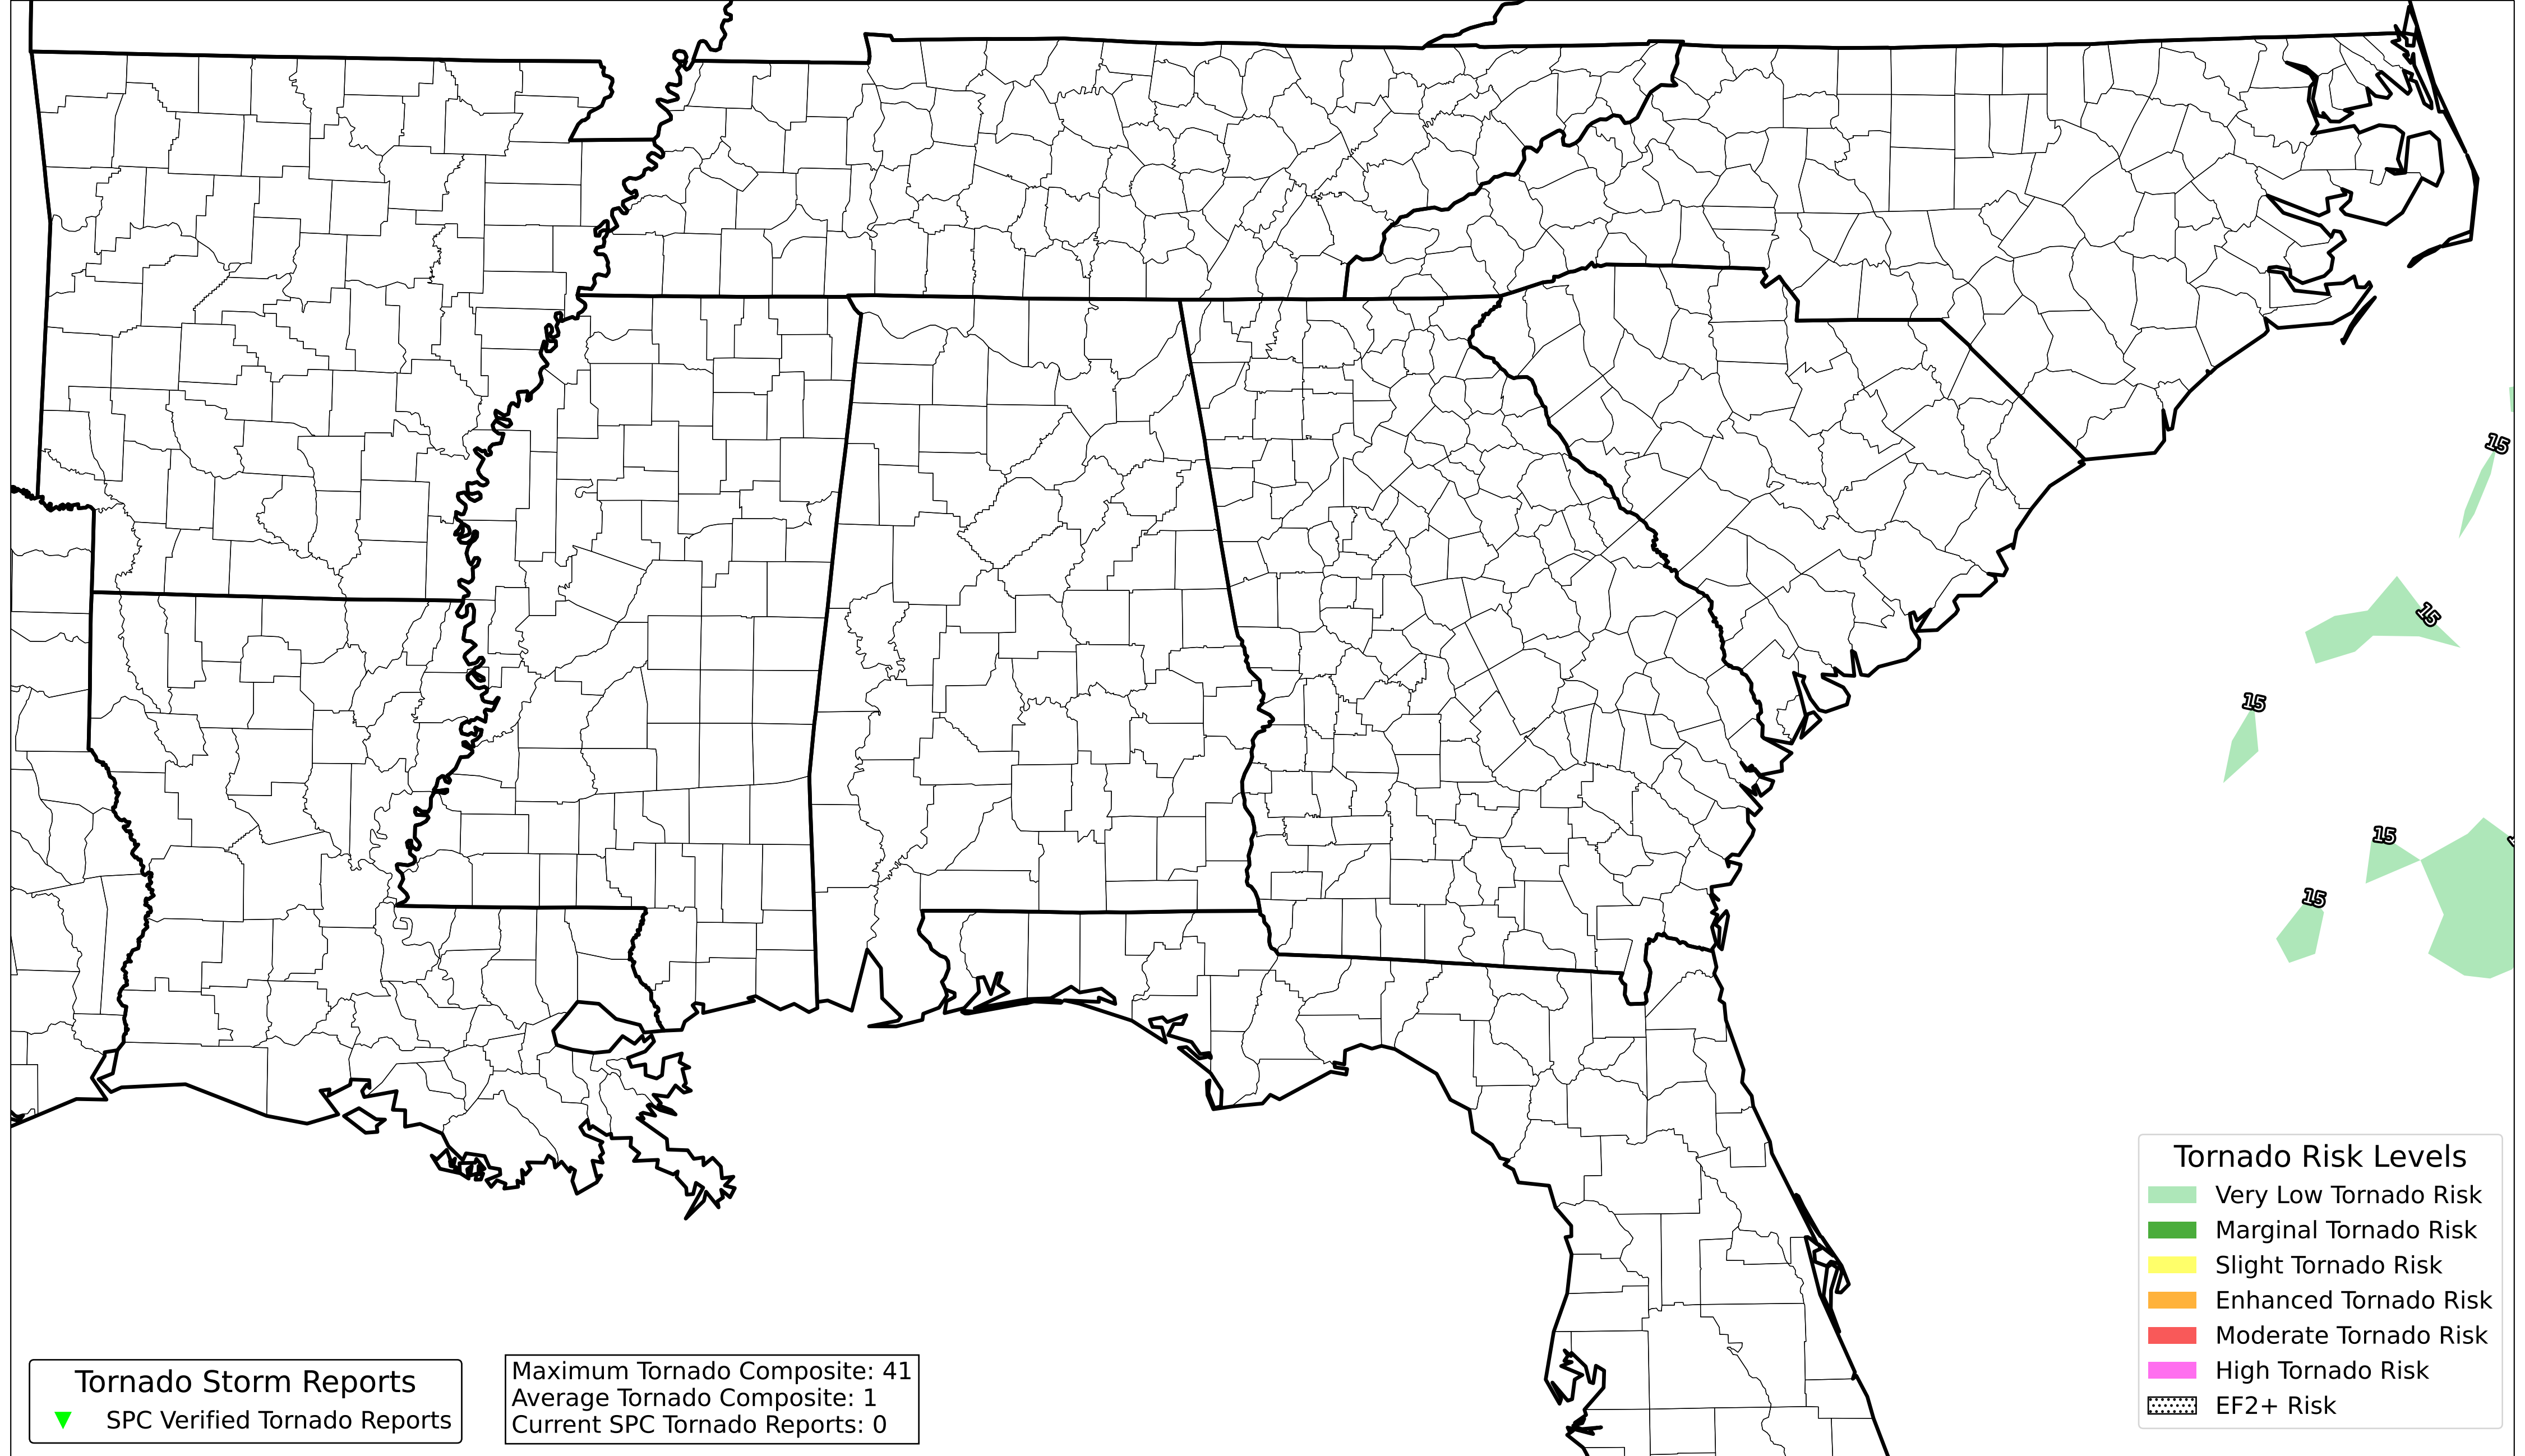 15
15
15
15
15
Tornado Risk Levels
Very Low Tornado Risk
Marginal Tornado Risk
Slight Tornado Risk
Enhanced Tornado Risk
Moderate Tornado Risk
High Tornado Risk
EF2+ Risk
Tornado Storm Reports
SPC Verified Tornado Reports
Maximum Tornado Composite: 41
Average Tornado Composite: 1
Current SPC Tornado Reports: 0